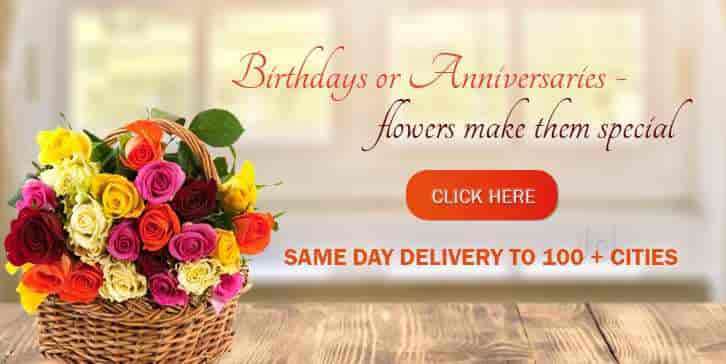 Birthdays or Anniversaries -
flowers make them special
CLICK HERE
SAME DAY DELIVERY TO 100 + CITIES